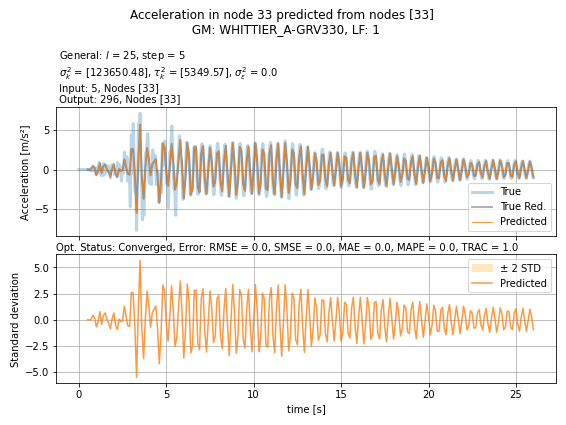 Acceleration in node 33 predicted from nodes [33]
GM: WHITTIER_A-GRV330, LF: 1
General: l = 25, step = 5
σ²ₖ = [123650.48], τ²ₖ = [5349.57], σ²ε = 0.0
Input: 5, Nodes [33]
Output: 296, Nodes [33]
Acceleration [m/s²]
5
0
−5
True
True Red.
Predicted
Opt. Status: Converged, Error: RMSE = 0.0, SMSE = 0.0, MAE = 0.0, MAPE = 0.0, TRAC = 1.0
Standard deviation
5.0
2.5
0.0
−2.5
−5.0
± 2 STD
Predicted
0 5 10 15 20 25
time [s]